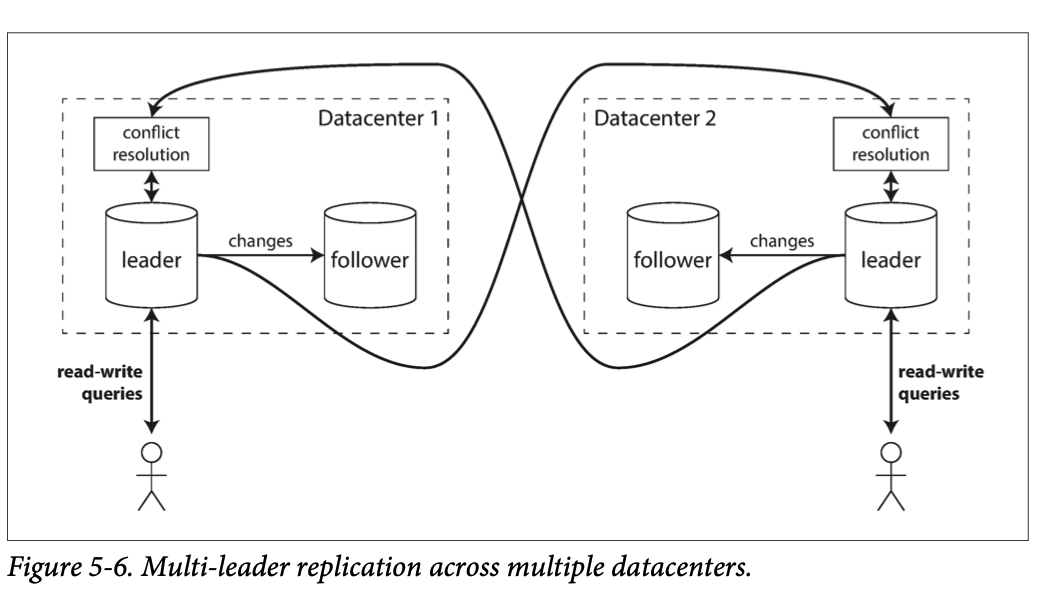 Datacenter 1
conflict
resolution
leader
changes
follower
read-write
queries
Datacenter 2
conflict
resolution
follower
changes
leader
read-write
queries
Figure 5-6. Multi-leader replication across multiple datacenters.